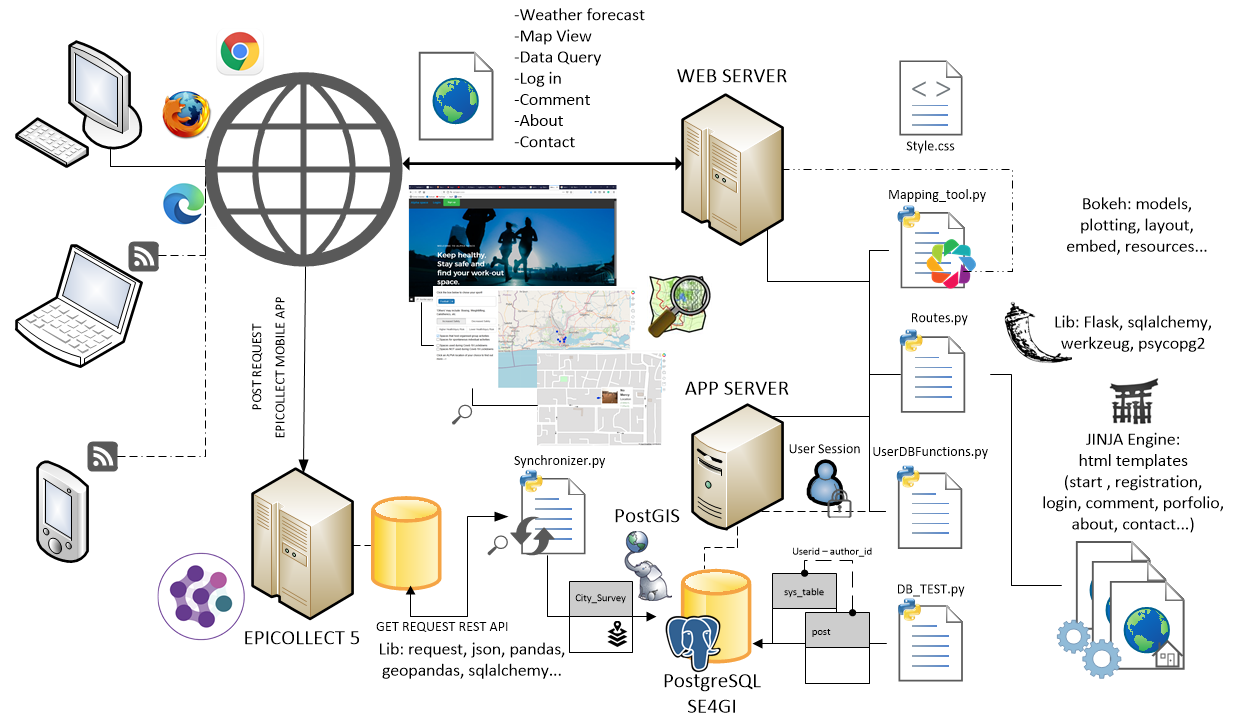 -Weather forecast
-Map View
-Data Query
-Log in
-Comment
-About
-Contact
WEB SERVER
< >
Style.css
Mapping_tool.py
Bokeh: models,
plotting, layout,
embed, resources...
Keep healthy,
Stay safe and
find your work-out
space.
POST REQUEST
EPICOLLECT MOBILE APP
Routes.py
Lib: Flask, sqlalchemy,
werkzeug, psycopg2
APP SERVER
JINJA Engine:
html templates
(start , registration,
login, comment, porfolio,
about, contact...)
User Session
UserDBFunctions.py
Synchronizer.py
PostGIS
Userid – author_id
City_Survey
sys_table
DB_TEST.py
post
EPICOLLECT 5
GET REQUEST REST API
Lib: request, json, pandas,
geopandas, sqlalchemy...
PostgreSQL
SE4GI